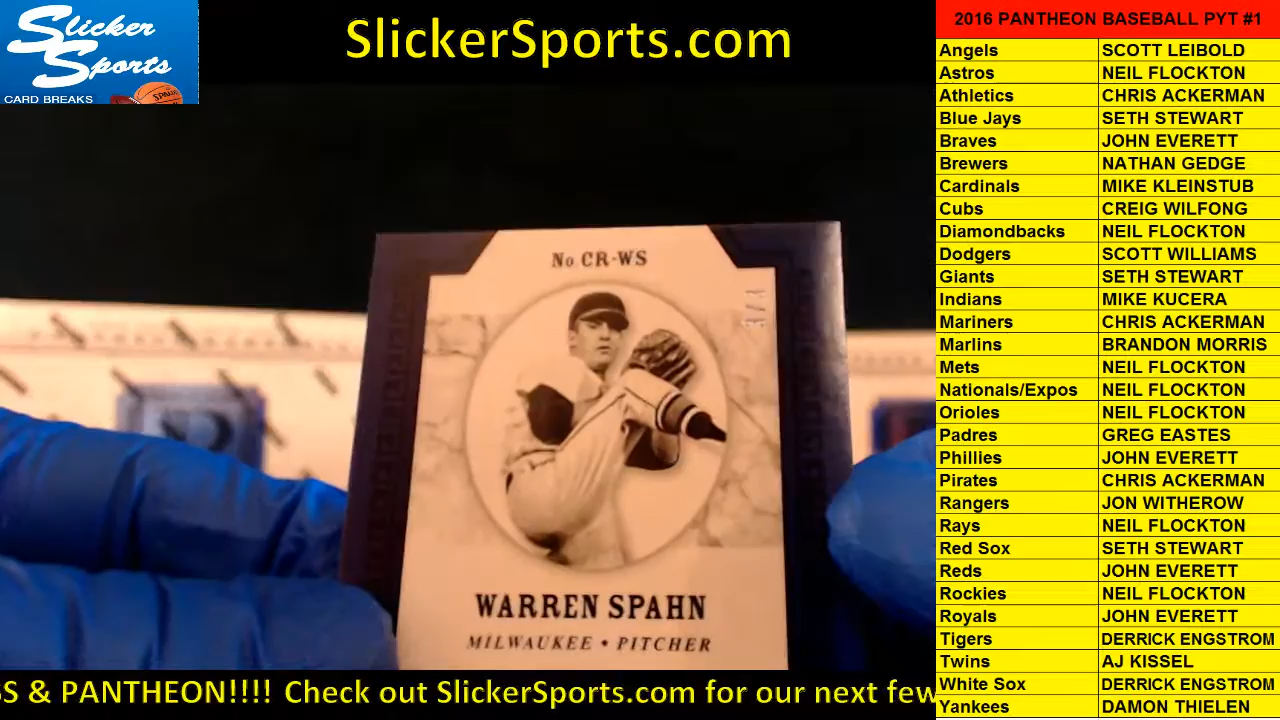 Slicker
Sports
CARD BREAKS
SlickerSports.com
No CR-WS
WARREN SPAHN
MILWAUKEE • PITCHER
SS & PANTHEON!!!! Check out SlickerSports.com for our next few
2016 PANTHEON BASEBALL PYT #1
Angels SCOTT LEIBOLD
Astros NEIL FLOCKTON
Athletics CHRIS ACKERMAN
Blue Jays SETH STEWART
Braves JOHN EVERETT
Brewers NATHAN GEDGE
Cardinals MIKE KLEINSTUB
Cubs CREIG WILFONG
Diamondbacks NEIL FLOCKTON
Dodgers SCOTT WILLIAMS
Giants SETH STEWART
Indians MIKE KUCERA
Mariners CHRIS ACKERMAN
Marlins BRANDON MORRIS
Mets NEIL FLOCKTON
Nationals/Expos NEIL FLOCKTON
Orioles NEIL FLOCKTON
Padres GREG EASTES
Phillies JOHN EVERETT
Pirates CHRIS ACKERMAN
Rangers JON WITHEROW
Rays NEIL FLOCKTON
Red Sox SETH STEWART
Reds JOHN EVERETT
Rockies NEIL FLOCKTON
Royals JOHN EVERETT
Tigers DERRICK ENGSTROM
Twins AJ KISSEL
White Sox DERRICK ENGSTROM
Yankees DAMON THIELEN